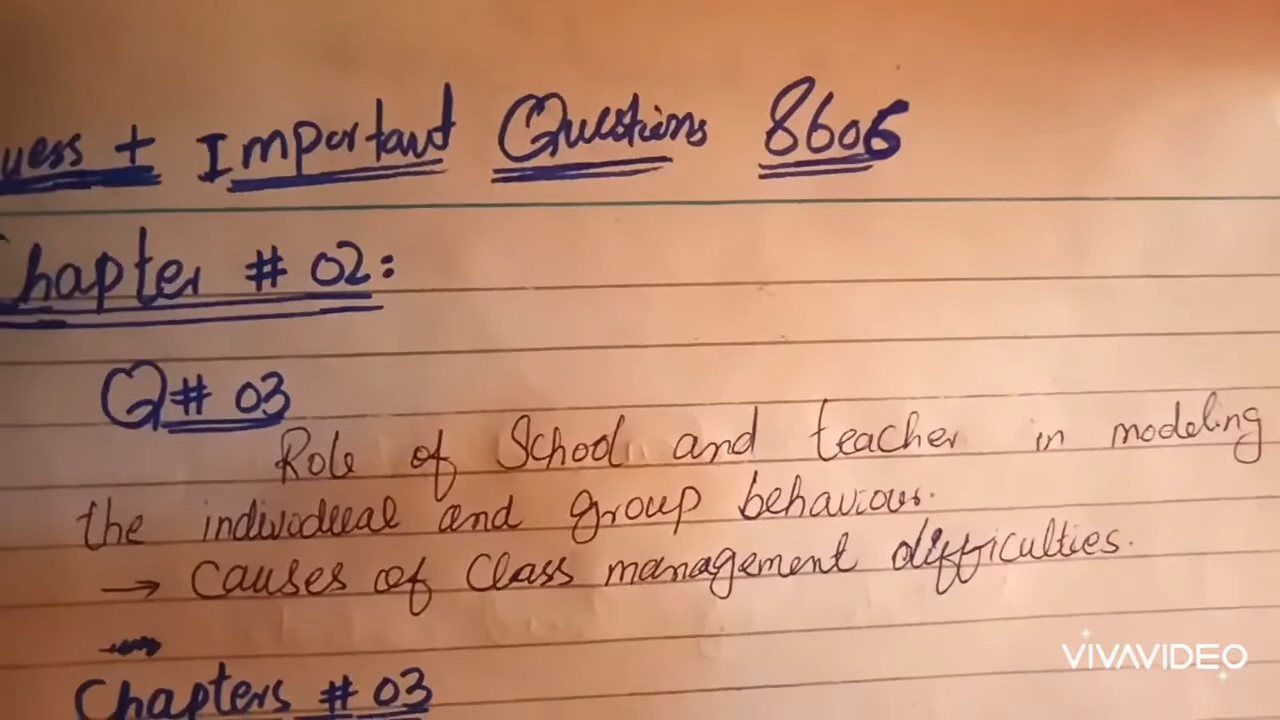 uess + Important Questions 8606
Chapter # 02:
Q# 03
Role of School and teacher in modeling
the individual and group behaviour.
→ Causes of Class management difficulties.
Chapters # 03
VIVAVIDEO